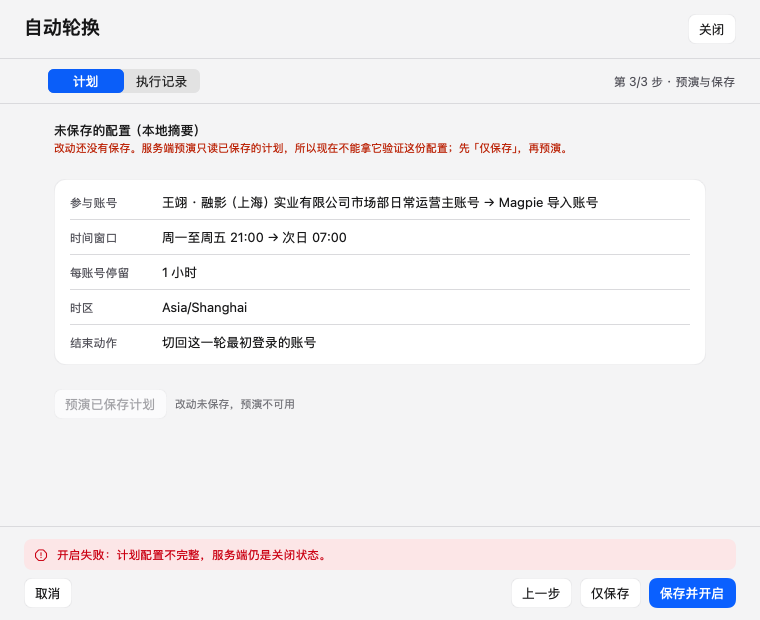 自动轮换
关闭
计划
执行记录
第 3/3 步 · 预演与保存
未保存的配置（本地摘要）
改动还没有保存。服务端预演只读已保存的计划，所以现在不能拿它验证这份配置；先「仅保存」，再预演。
参与账号
王翊 · 融影（上海）实业有限公司市场部日常运营主账号 → Magpie 导入账号
时间窗口
周一至周五 21:00 → 次日 07:00
每账号停留
1 小时
时区
Asia/Shanghai
结束动作
切回这一轮最初登录的账号
预演已保存计划
改动未保存，预演不可用
开启失败：计划配置不完整，服务端仍是关闭状态。
取消
上一步
仅保存
保存并开启